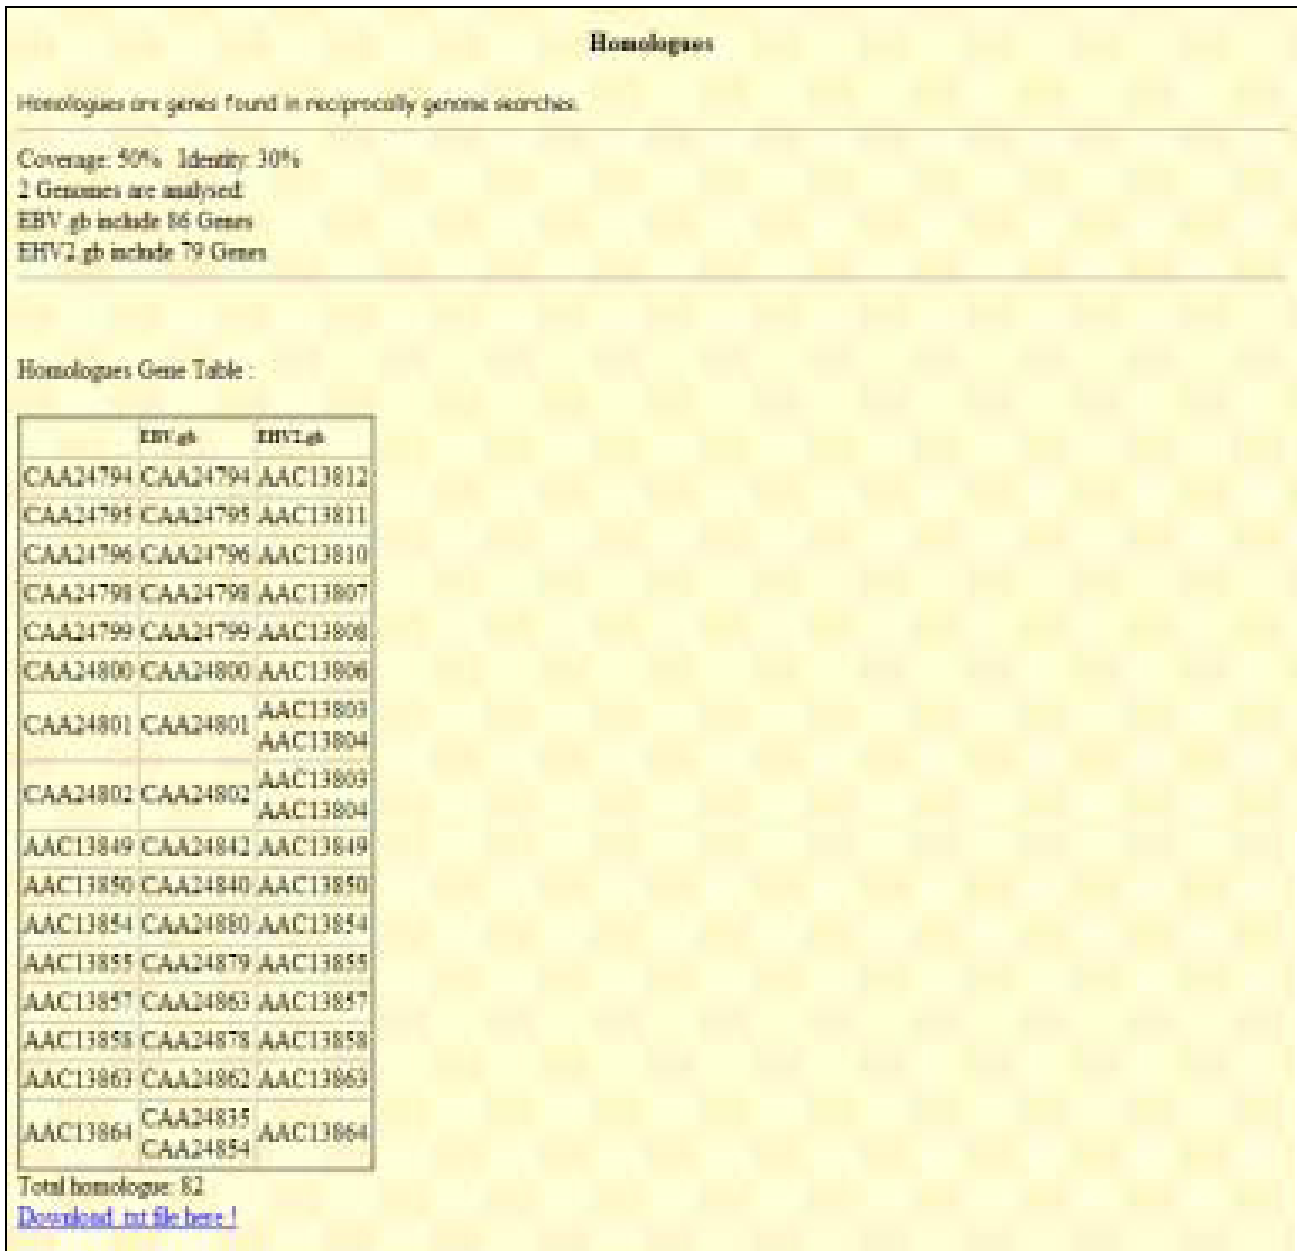 Homologues
Homologues are genes found in reciprocally genome searches.
Coverage: 50% Identity: 30%
2 Genomes are analysed.
EBV.gb include 86 Genes
EHV2.gb include 79 Genes
Homologues Gene Table :
EBV.gb EHV2.gb
CAA24794 CAA24794 AAC13812
CAA24795 CAA24795 AAC13811
CAA24796 CAA24796 AAC13810
CAA24798 CAA24798 AAC13807
CAA24799 CAA24799 AAC13808
CAA24800 CAA24800 AAC13806
CAA24801 CAA24801 AAC13803
AAC13804
CAA24802 CAA24802 AAC13803
AAC13804
AAC13849 CAA24842 AAC13849
AAC13850 CAA24840 AAC13850
AAC13854 CAA24880 AAC13854
AAC13855 CAA24879 AAC13855
AAC13857 CAA24863 AAC13857
AAC13858 CAA24878 AAC13858
AAC13863 CAA24862 AAC13863
AAC13864 CAA24835 AAC13864
CAA24854
Total homologue: 82
Download .txt file here !